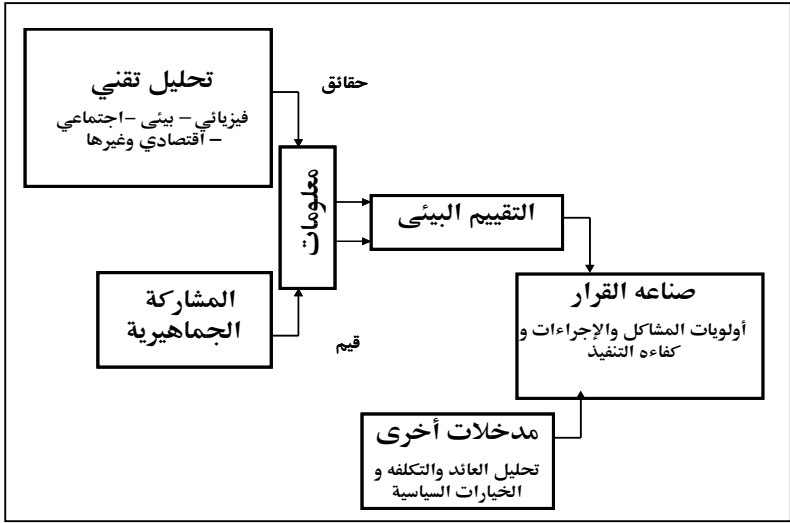 تحليل تقني
فيزيائي – بيئى – اجتماعي
– اقتصادي وغيرها
حقائق
معلومات
التقييم البيئى
المشاركة
الجماهيرية
قيم
صناعه القرار
أولويات المشاكل والإجراءات و
كفاءه التنفيذ
مدخلات أخرى
تحليل العائد والتكلفه و
الخيارات السياسية